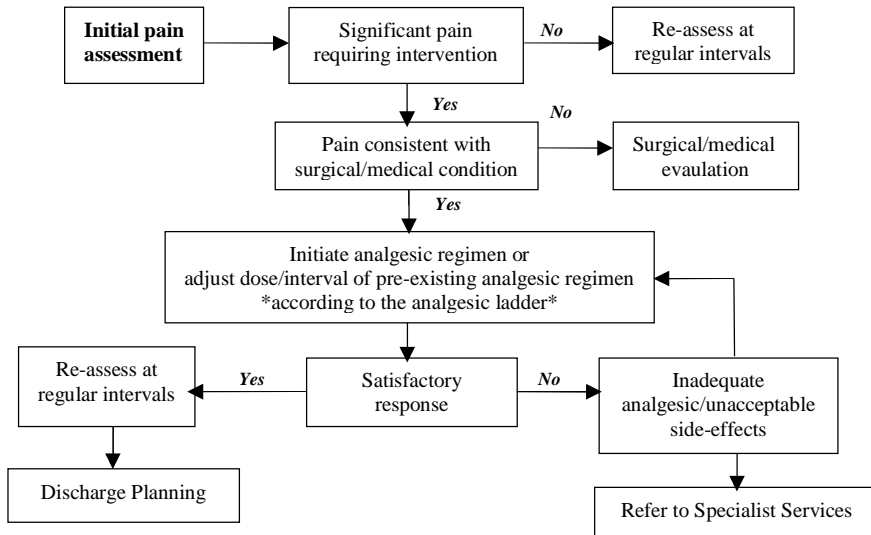 Initial pain
assessment
Significant pain
requiring intervention
No
Re-assess at
regular intervals
Yes
No
Pain consistent with
surgical/medical condition
Surgical/medical
evaulation
Yes
Initiate analgesic regimen or
adjust dose/interval of pre-existing analgesic regimen
*according to the analgesic ladder*
Re-assess at
regular intervals
Yes
Satisfactory
response
No
Inadequate
analgesic/unacceptable
side-effects
Discharge Planning
Refer to Specialist Services